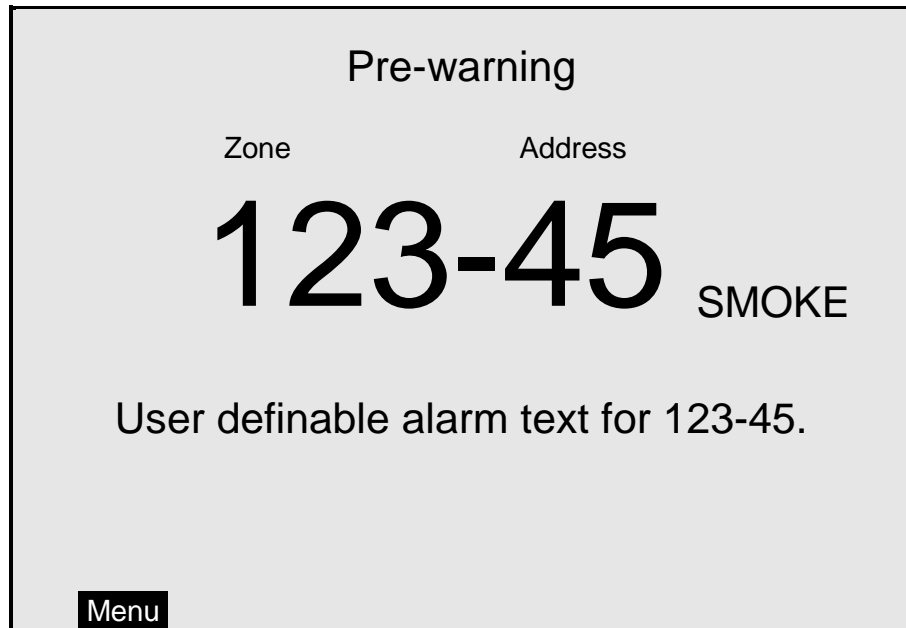 Pre-warning
Zone Address
123-45 SMOKE
User definable alarm text for 123-45.
Menu